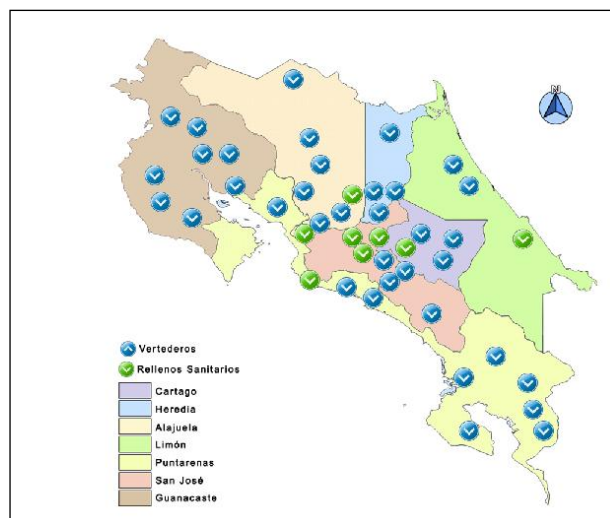 N
Vertederos
Rellenos Sanitarios
Cartago
Heredia
Alajuela
Limón
Puntarenas
San José
Guanacaste